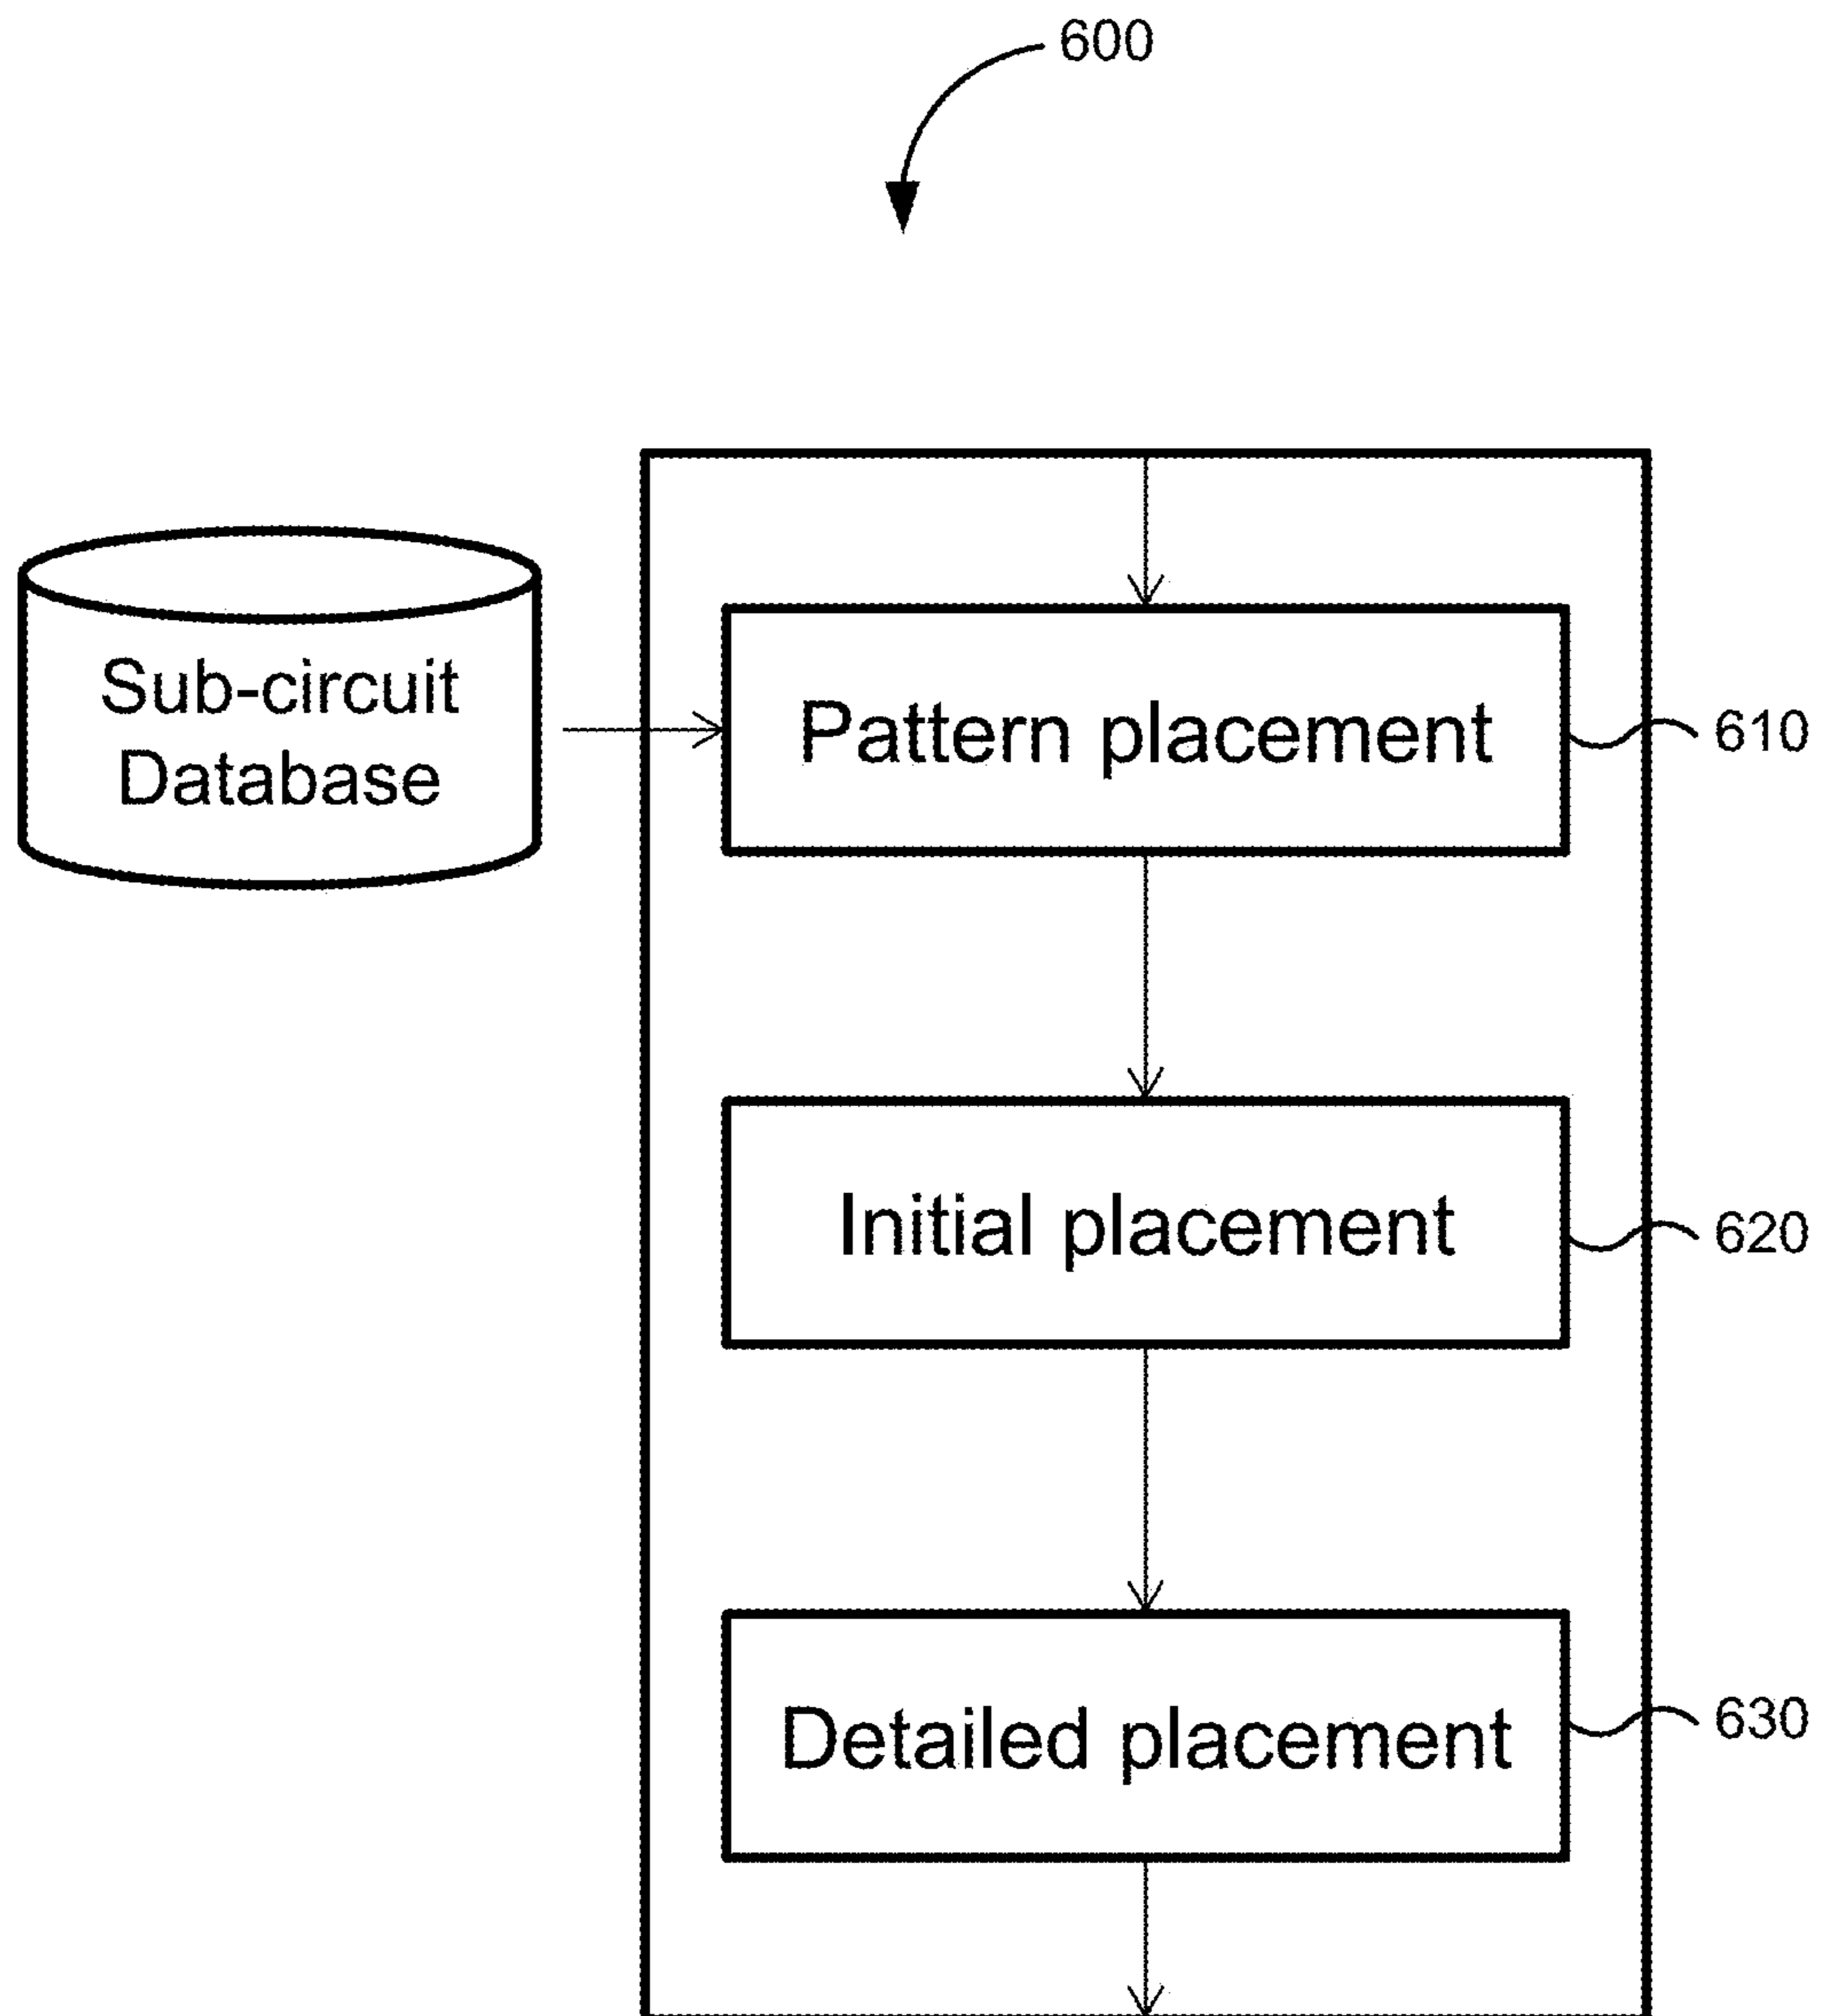 600
Sub-circuit
Database
Pattern placement
610
Initial placement
620
Detailed placement
630